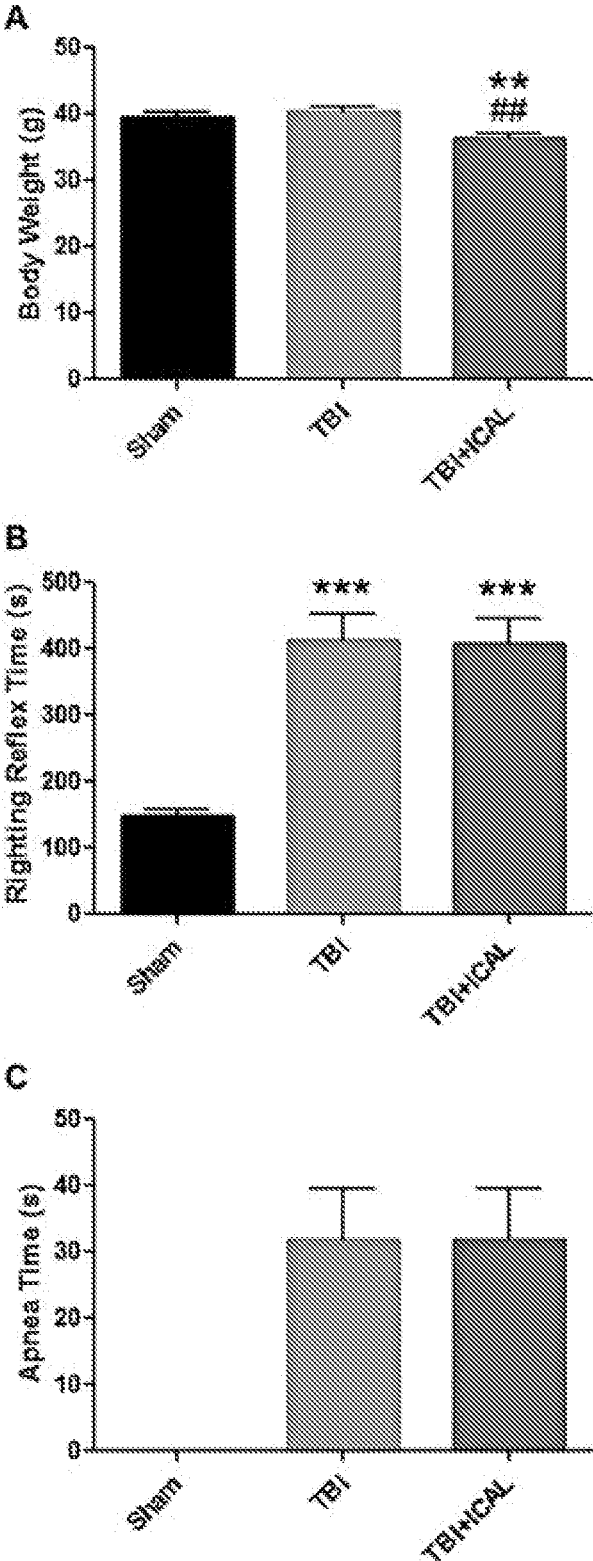 A
Body Weight (g)
50
40
30
20
10
0
**
##
Sham
TBI
TBI+ICAL
B
Righting Reflex Time (s)
500
400
300
200
100
0
***
***
Sham
TBI
TBI+ICAL
C
Apnea Time (s)
50
40
30
20
10
0
Sham
TBI
TBI+ICAL